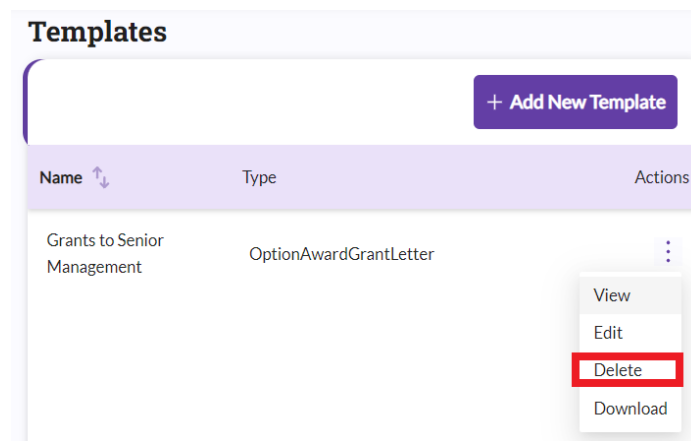 Templates
+ Add New Template
Name Type Actions
Grants to Senior
Management
OptionAwardGrantLetter
View
Edit
Delete
Download